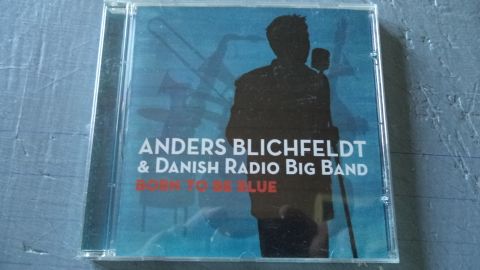 ANDERS BLICHFELDT
& DANISH RADIO BIG BAND
BORN TO BE BLUE